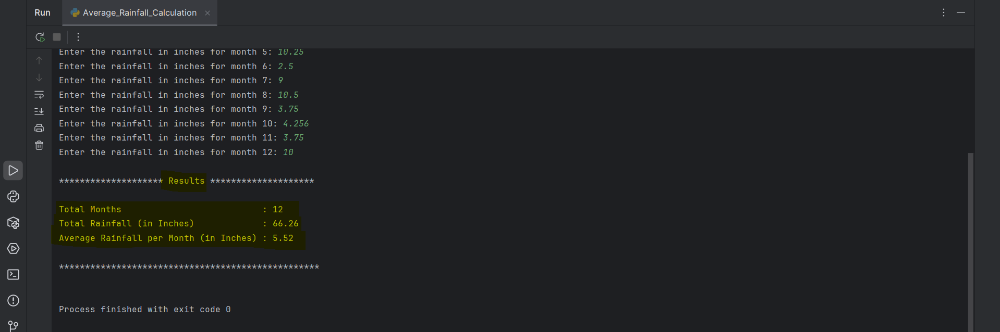 Run Average_Rainfall_Calculation
Enter the rainfall in inches for month 5: 10.25
Enter the rainfall in inches for month 6: 2.5
Enter the rainfall in inches for month 7: 9
Enter the rainfall in inches for month 8: 10.5
Enter the rainfall in inches for month 9: 3.75
Enter the rainfall in inches for month 10: 4.256
Enter the rainfall in inches for month 11: 3.75
Enter the rainfall in inches for month 12: 10
******************** Results ********************
Total Months : 12
Total Rainfall (in Inches) : 66.26
Average Rainfall per Month (in Inches) : 5.52
**************************************************
Process finished with exit code 0